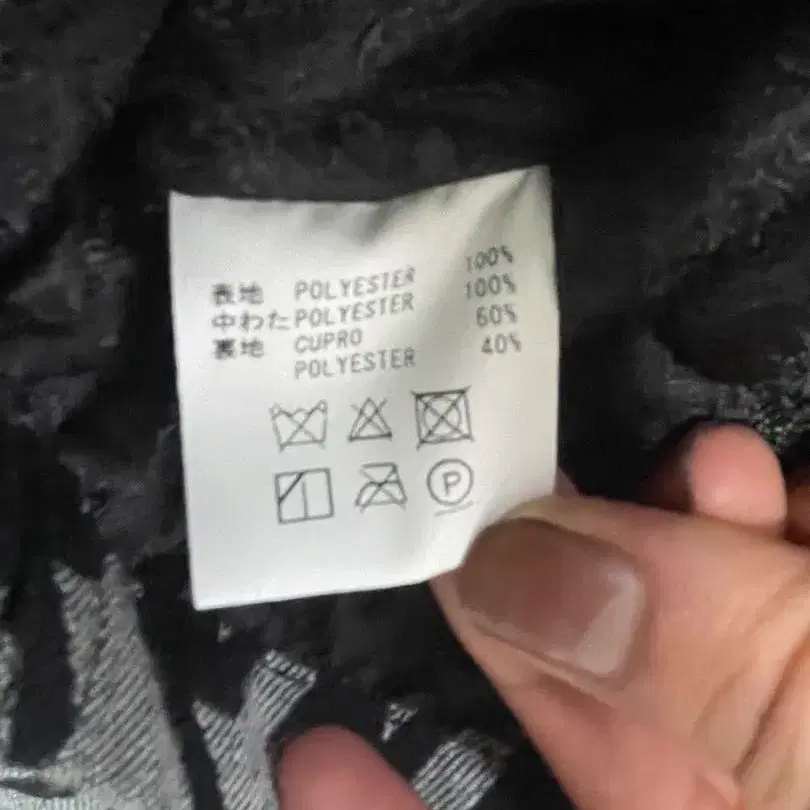 表地 POLYESTER 100%
中わた POLYESTER 100%
裏地 CUPRO 60%
POLYESTER 40%
P